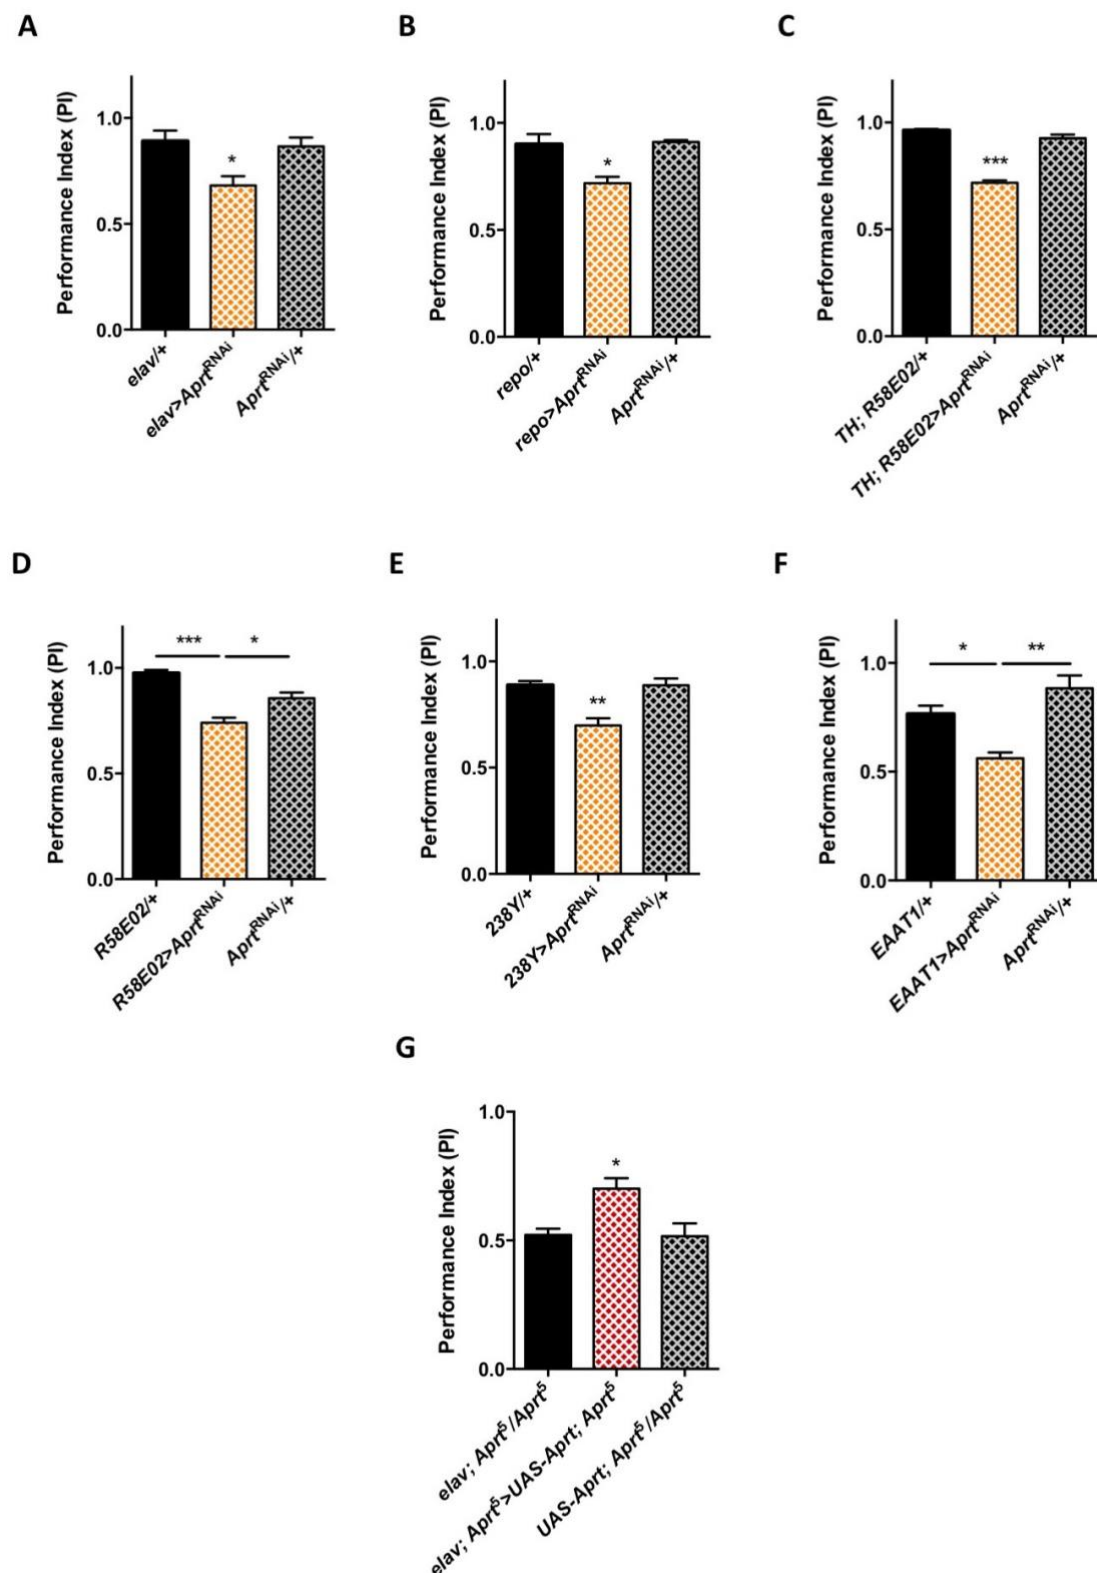 A
Performance Index (PI)
1.0
0.5
0.0
*
elav/+
elav>Aprt^RNAi
Aprt^RNAi/+
B
Performance Index (PI)
1.0
0.5
0.0
*
repo/+
repo>Aprt^RNAi
Aprt^RNAi/+
C
Performance Index (PI)
1.0
0.5
0.0
***
TH; R58E02/+
TH; R58E02>Aprt^RNAi
Aprt^RNAi/+
D
Performance Index (PI)
1.0
0.5
0.0
*** *
R58E02/+
R58E02>Aprt^RNAi
Aprt^RNAi/+
E
Performance Index (PI)
1.0
0.5
0.0
**
238Y/+
238Y>Aprt^RNAi
Aprt^RNAi/+
F
Performance Index (PI)
1.0
0.5
0.0
* **
EAAT1/+
EAAT1>Aprt^RNAi
Aprt^RNAi/+
G
Performance Index (PI)
1.0
0.5
0.0
*
elav; Aprt^5/Aprt^5
elav; Aprt^5>UAS-Aprt; Aprt^5
UAS-Aprt; Aprt^5/Aprt^5